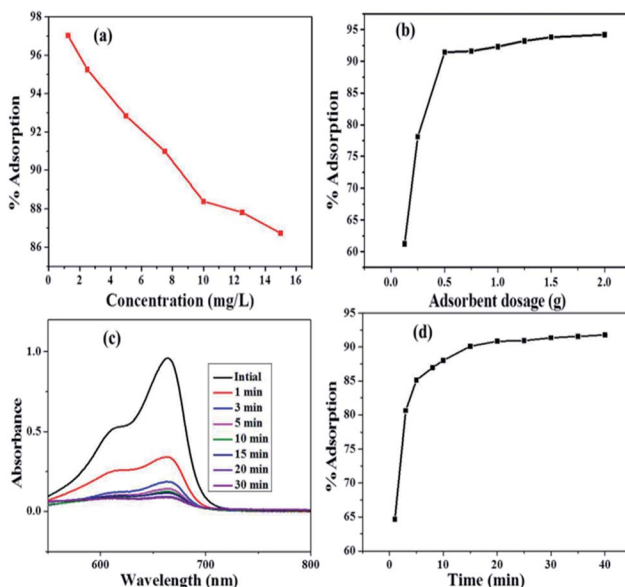 (a)
% Adsorption
98
96
94
92
90
88
86
0 2 4 6 8 10 12 14 16
Concentration (mg/L)
(b)
% Adsorption
95
90
85
80
75
70
65
60
0.0 0.5 1.0 1.5 2.0
Adsorbent dosage (g)
(c)
Absorbance
1.0
0.5
0.0
Intial
1 min
3 min
5 min
10 min
15 min
20 min
30 min
600 700 800
Wavelength (nm)
(d)
% Adsorption
95
90
85
80
75
70
65
60
0 10 20 30 40
Time (min)